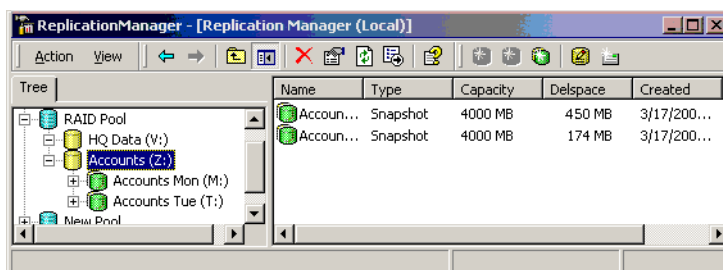 ReplicationManager - [Replication Manager (Local)]
Action View
Tree
Name Type Capacity Delspace Created
RAID Pool
HQ Data (V:)
Accounts (Z:)
Accounts Mon (M:)
Accounts Tue (T:)
New Pool
Accoun... Snapshot 4000 MB 450 MB 3/17/200...
Accoun... Snapshot 4000 MB 174 MB 3/17/200...